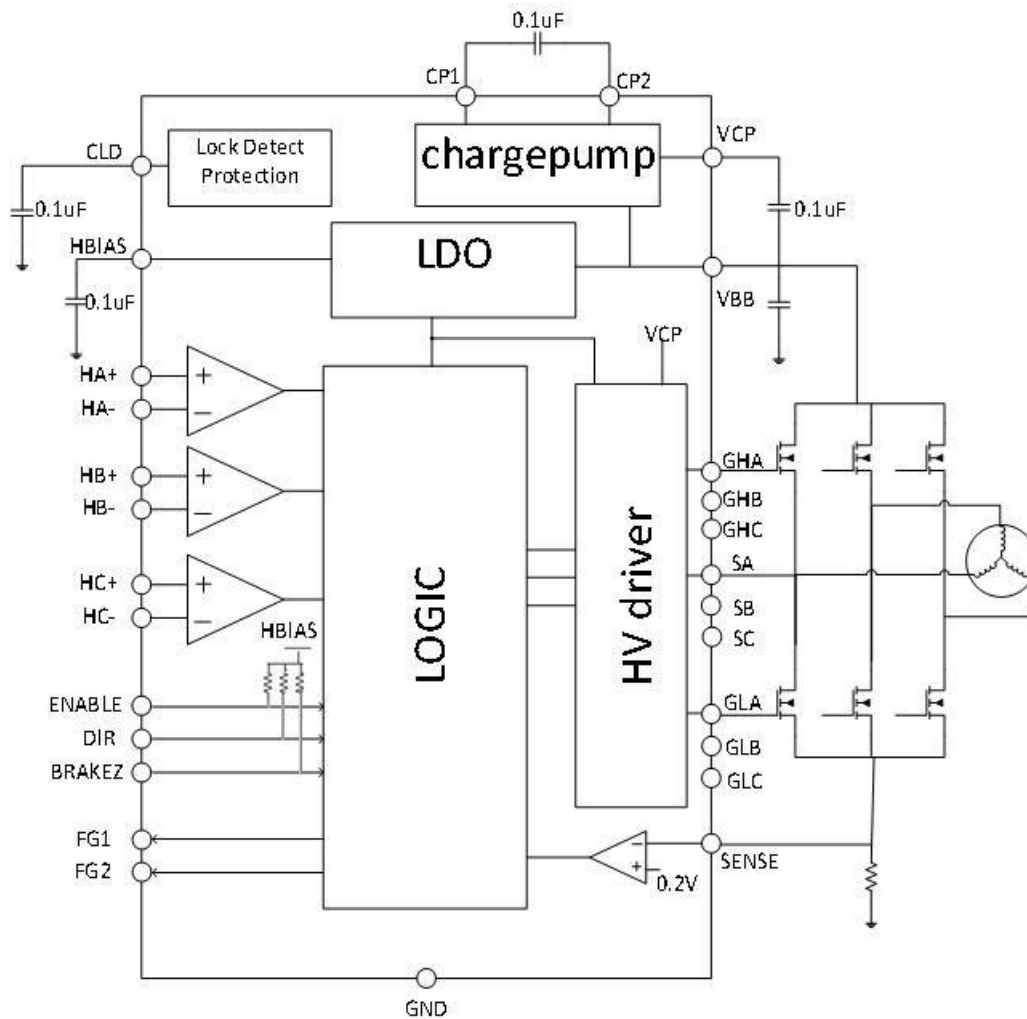 0.1uF
CP1
CP2
CLD
Lock Detect
Protection
chargepump
VCP
0.1uF
0.1uF
HBIAS
LDO
0.1uF
VBB
VCP
HA+
+
HA-
−
HB+
+
HB-
−
HC+
+
HC-
−
HBIAS
LOGIC
HV driver
GHA
GHB
GHC
SA
SB
SC
ENABLE
DIR
BRAKEZ
GLA
GLB
GLC
FG1
FG2
−
+
0.2V
SENSE
GND